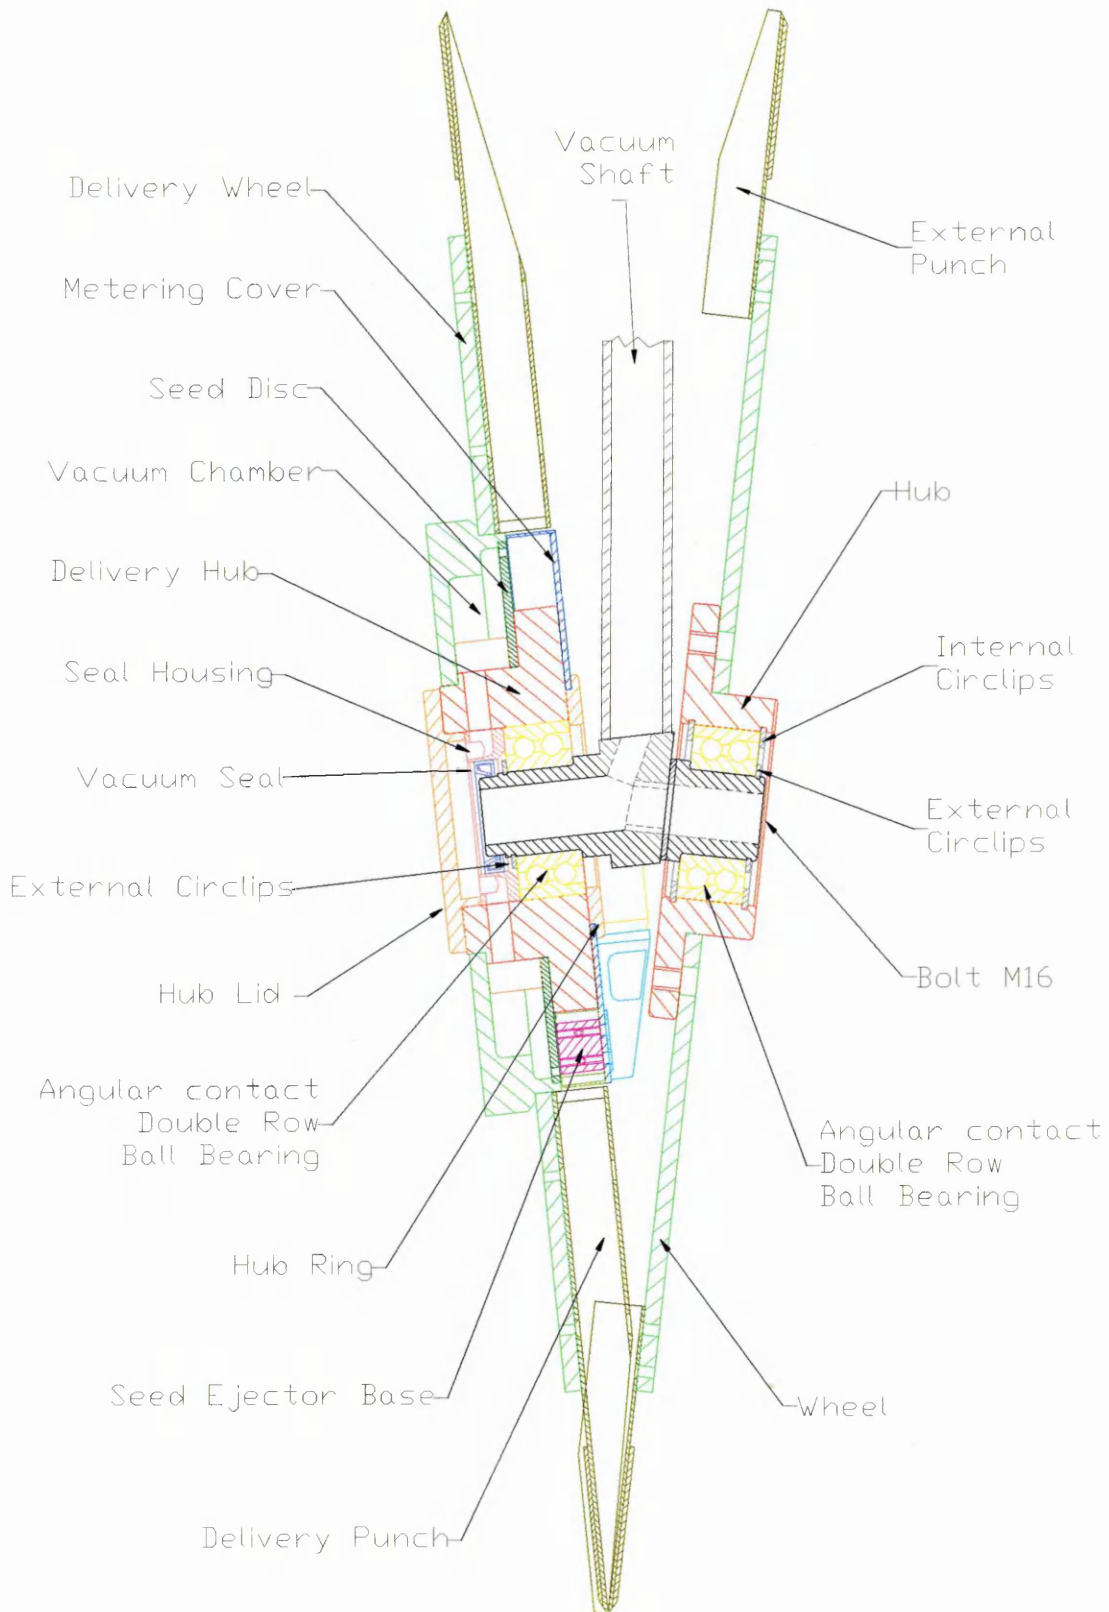 Vacuum
Shaft
Delivery Wheel
External
Punch
Metering Cover
Seed Disc
Vacuum Chamber
Hub
Delivery Hub
Internal
Circlips
Seal Housing
Vacuum Seal
External
Circlips
External Circlips
Bolt M16
Hub Lid
Angular contact
Double Row
Ball Bearing
Angular contact
Double Row
Ball Bearing
Hub Ring
Seed Ejector Base
Wheel
Delivery Punch